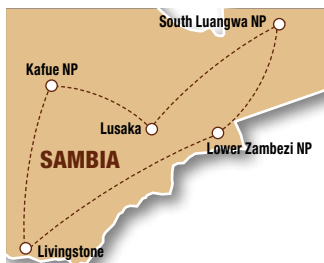 South Luangwa NP
Kafue NP
Lusaka
Lower Zambezi NP
SAMBIA
Livingstone